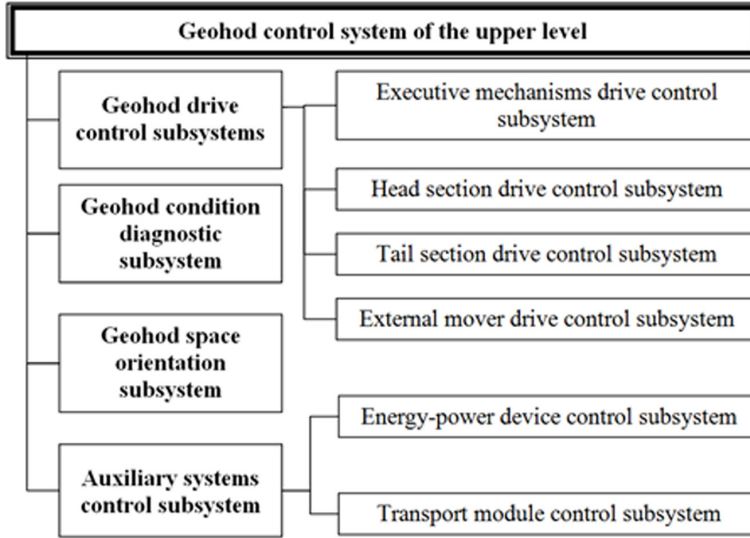 Geohod control system of the upper level
Geohod drive
control subsystems
Executive mechanisms drive control
subsystem
Head section drive control subsystem
Tail section drive control subsystem
External mover drive control subsystem
Geohod condition
diagnostic
subsystem
Geohod space
orientation
subsystem
Auxiliary systems
control subsystem
Energy-power device control subsystem
Transport module control subsystem